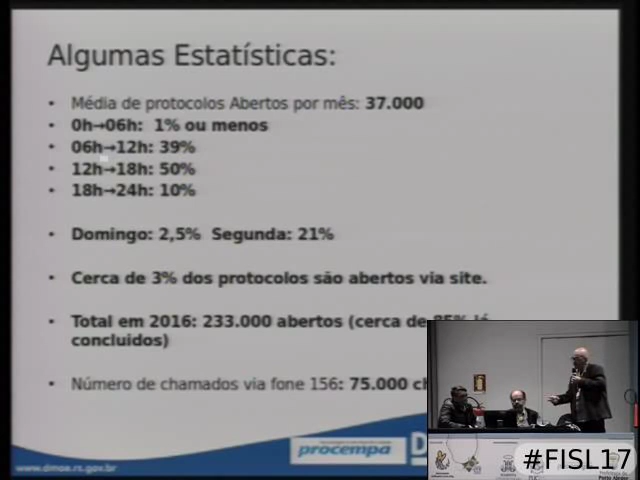 Algumas Estatísticas:
• Média de protocolos Abertos por mês: 37.000
• 0h→06h: 1% ou menos
• 06h→12h: 39%
• 12h→18h: 50%
• 18h→24h: 10%
• Domingo: 2,5% Segunda: 21%
• Cerca de 3% dos protocolos são abertos via site.
• Total em 2016: 233.000 abertos (cerca de 85% já
concluidos)
• Número de chamados via fone 156: 75.000
procempa
www.dmae.rs.gov.br
#FISL17